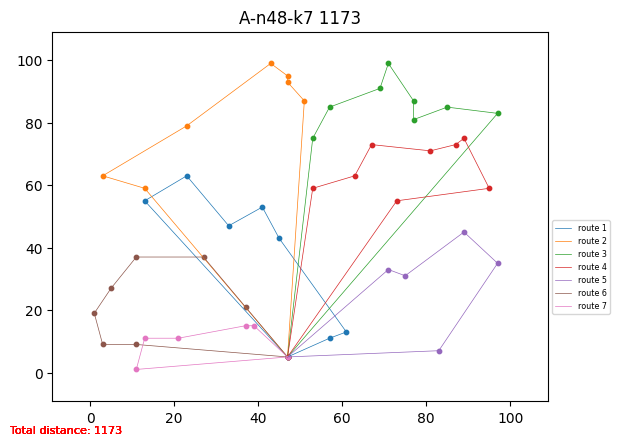 A-n48-k7 1173
100
80
60
40
20
0
0 20 40 60 80 100
route 1
route 2
route 3
route 4
route 5
route 6
route 7
Total distance: 1173